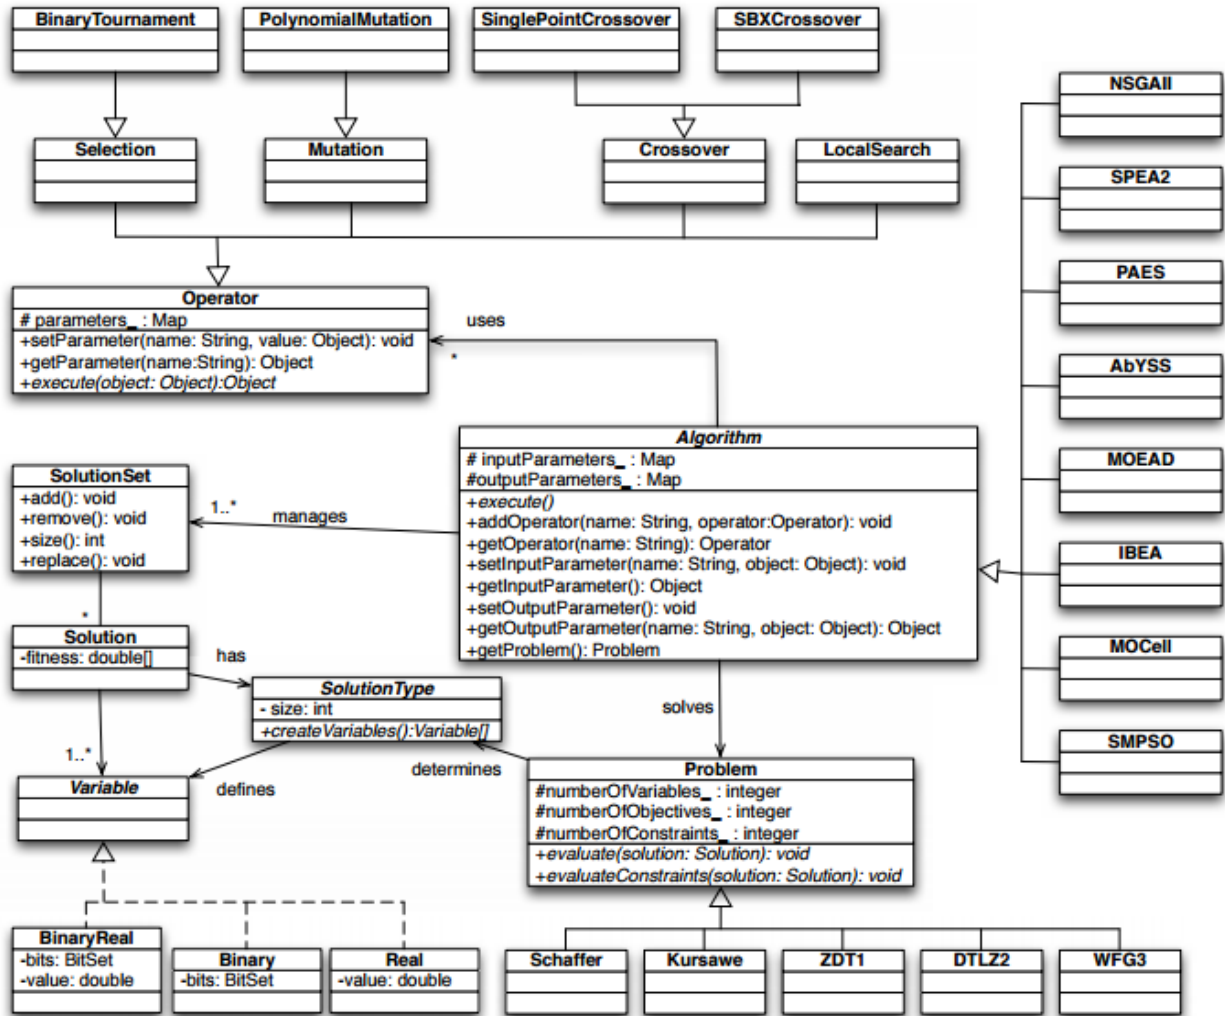 BinaryTournament
PolynomialMutation
SinglePointCrossover
SBXCrossover
NSGAII
Selection
Mutation
Crossover
LocalSearch
SPEA2
PAES
Operator
# parameters_ : Map
+setParameter(name: String, value: Object): void
+getParameter(name:String): Object
+execute(object: Object):Object
uses
*
AbYSS
Algorithm
# inputParameters_ : Map
#outputParameters_ : Map
+execute()
+addOperator(name: String, operator:Operator): void
+getOperator(name: String): Operator
+setInputParameter(name: String, object: Object): void
+getInputParameter(): Object
+setOutputParameter(): void
+getOutputParameter(name: String, object: Object): Object
+getProblem(): Problem
MOEAD
SolutionSet
+add(): void
+remove(): void
+size(): int
+replace(): void
1..*
manages
IBEA
*
Solution
-fitness: double[]
has
MOCell
SolutionType
- size: int
+createVariables():Variable[]
solves
SMPSO
1..*
Variable
defines
determines
Problem
#numberOfVariables_ : integer
#numberOfObjectives_ : integer
#numberOfConstraints_ : integer
+evaluate(solution: Solution): void
+evaluateConstraints(solution: Solution): void
BinaryReal
-bits: BitSet
-value: double
Binary
-bits: BitSet
Real
-value: double
Schaffer
Kursawe
ZDT1
DTLZ2
WFG3